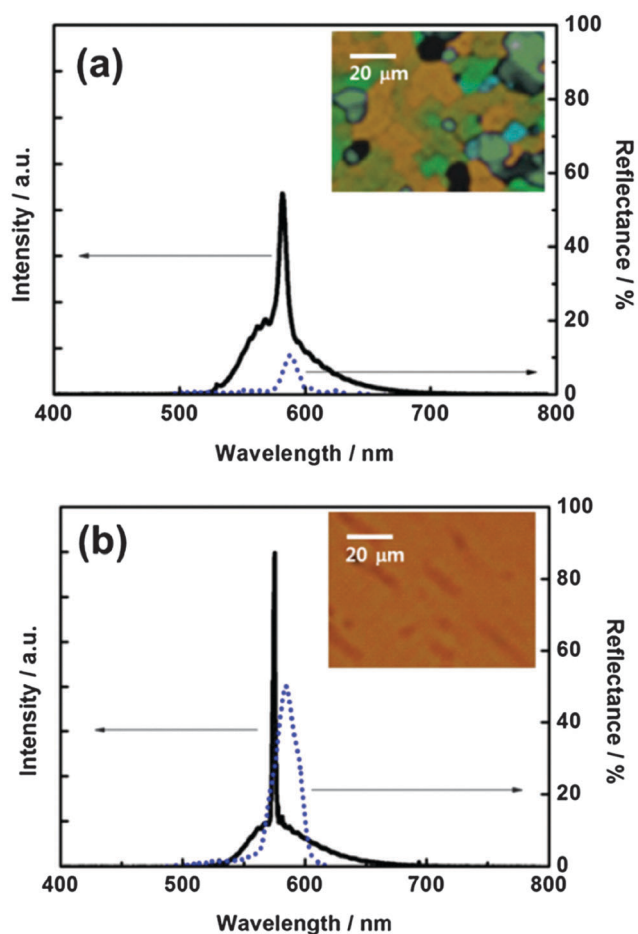 (a)
20 μm
Intensity / a.u.
Reflectance / %
100
80
60
40
20
0
400 500 600 700 800
Wavelength / nm
(b)
20 μm
Intensity / a.u.
Reflectance / %
100
80
60
40
20
0
400 500 600 700 800
Wavelength / nm